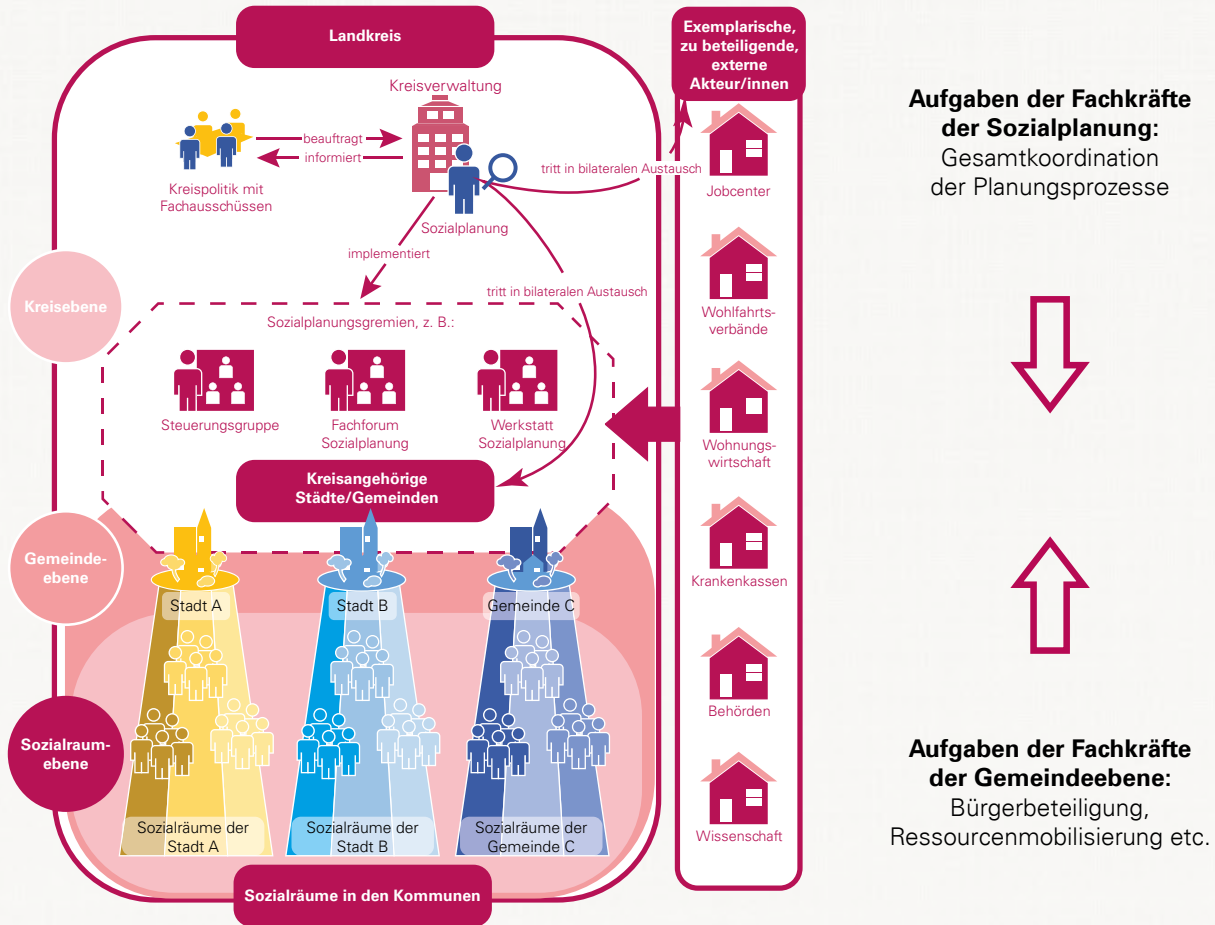 Landkreis
Kreisverwaltung
beauftragt
informiert
Kreispolitik mit
Fachausschüssen
Sozialplanung
tritt in bilateralen Austausch
implementiert
tritt in bilateralen Austausch
Kreisebene
Sozialplanungsgremien, z. B.:
Steuerungsgruppe
Fachforum
Sozialplanung
Werkstatt
Sozialplanung
Kreisangehörige
Städte/Gemeinden
Gemeinde-
ebene
Stadt A
Stadt B
Gemeinde C
Sozialraum-
ebene
Sozialräume der
Stadt A
Sozialräume der
Stadt B
Sozialräume der
Gemeinde C
Sozialräume in den Kommunen
Exemplarische,
zu beteiligende,
externe
Akteur/innen
Jobcenter
Wohlfahrts-
verbände
Wohnungs-
wirtschaft
Krankenkassen
Behörden
Wissenschaft
Aufgaben der Fachkräfte
der Sozialplanung:
Gesamtkoordination
der Planungsprozesse
Aufgaben der Fachkräfte
der Gemeindeebene:
Bürgerbeteiligung,
Ressourcenmobilisierung etc.